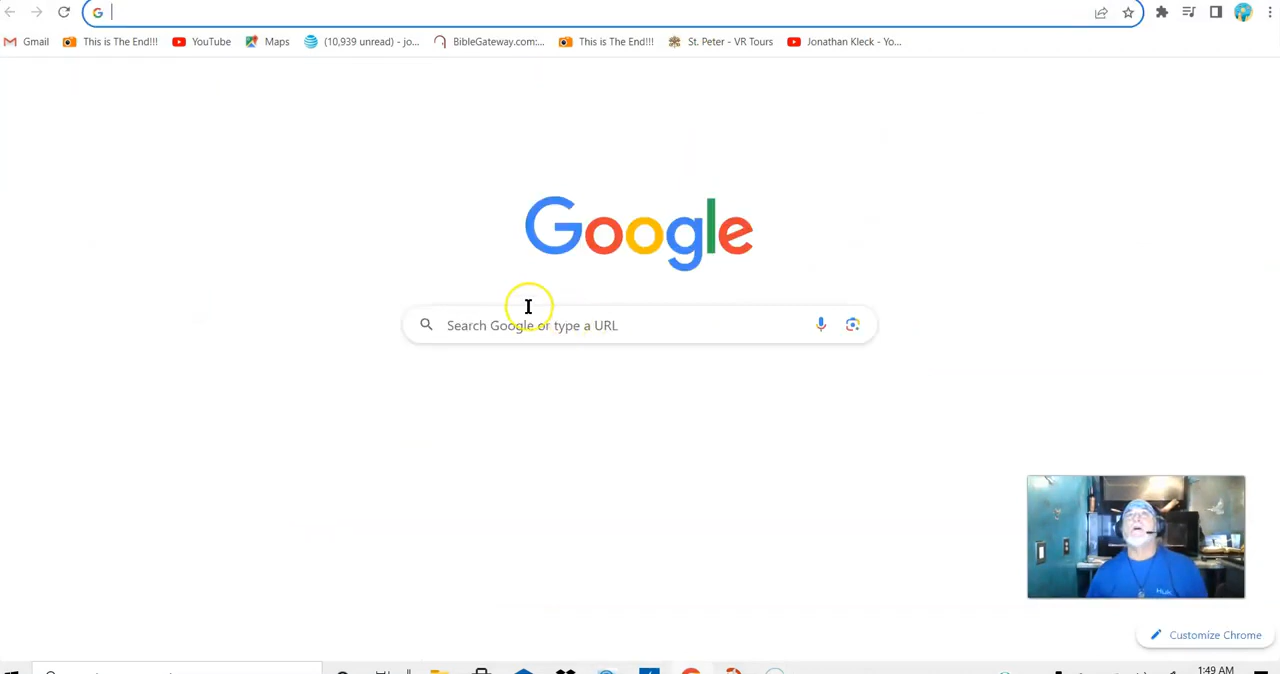 Gmail This is The End!!! YouTube Maps (10,939 unread) - jo... BibleGateway.com:... This is The End!!! St. Peter - VR Tours Jonathan Kleck - Yo...
Google
Search Google or type a URL
Customize Chrome
1:49 AM